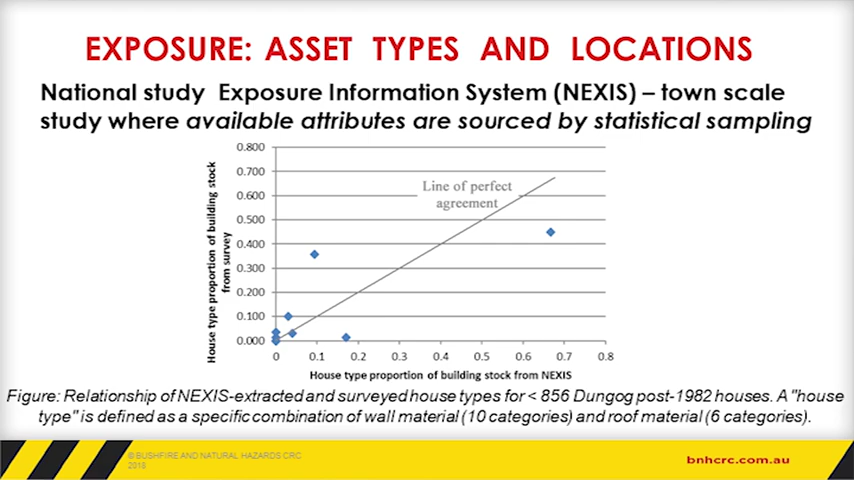 EXPOSURE: ASSET TYPES AND LOCATIONS
National study Exposure Information System (NEXIS) – town scale
study where available attributes are sourced by statistical sampling
House type proportion of building stock
from survey
0.800
0.700
0.600
0.500
0.400
0.300
0.200
0.100
0.000
Line of perfect
agreement
0 0.1 0.2 0.3 0.4 0.5 0.6 0.7 0.8
House type proportion of building stock from NEXIS
Figure: Relationship of NEXIS-extracted and surveyed house types for < 856 Dungog post-1982 houses. A "house
type" is defined as a specific combination of wall material (10 categories) and roof material (6 categories).
© BUSHFIRE AND NATURAL HAZARDS CRC
2018
bnhcrc.com.au